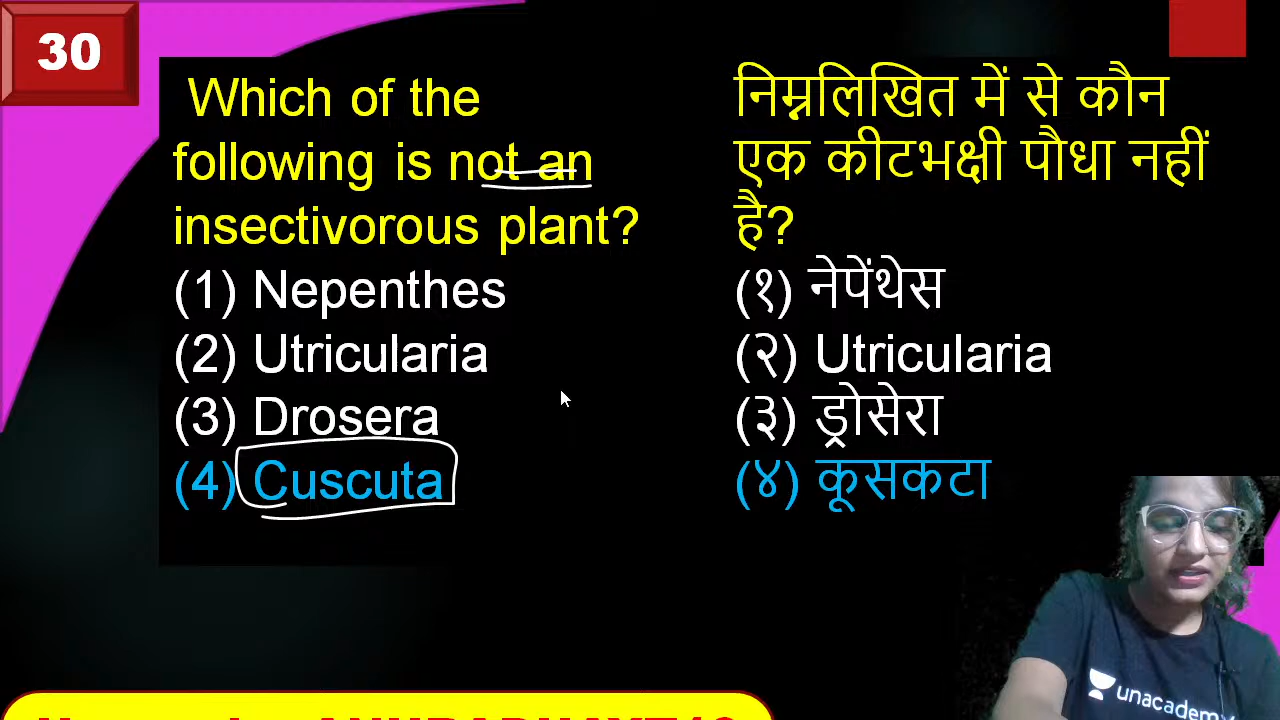 30
Which of the
following is not an
insectivorous plant?
(1) Nepenthes
(2) Utricularia
(3) Drosera
(4) Cuscuta
निम्नलिखित में से कौन
एक कीटभक्षी पौधा नहीं
है?
(१) नेपेंथेस
(२) Utricularia
(३) ड्रोसेरा
(४) कूसकटा
unacademy